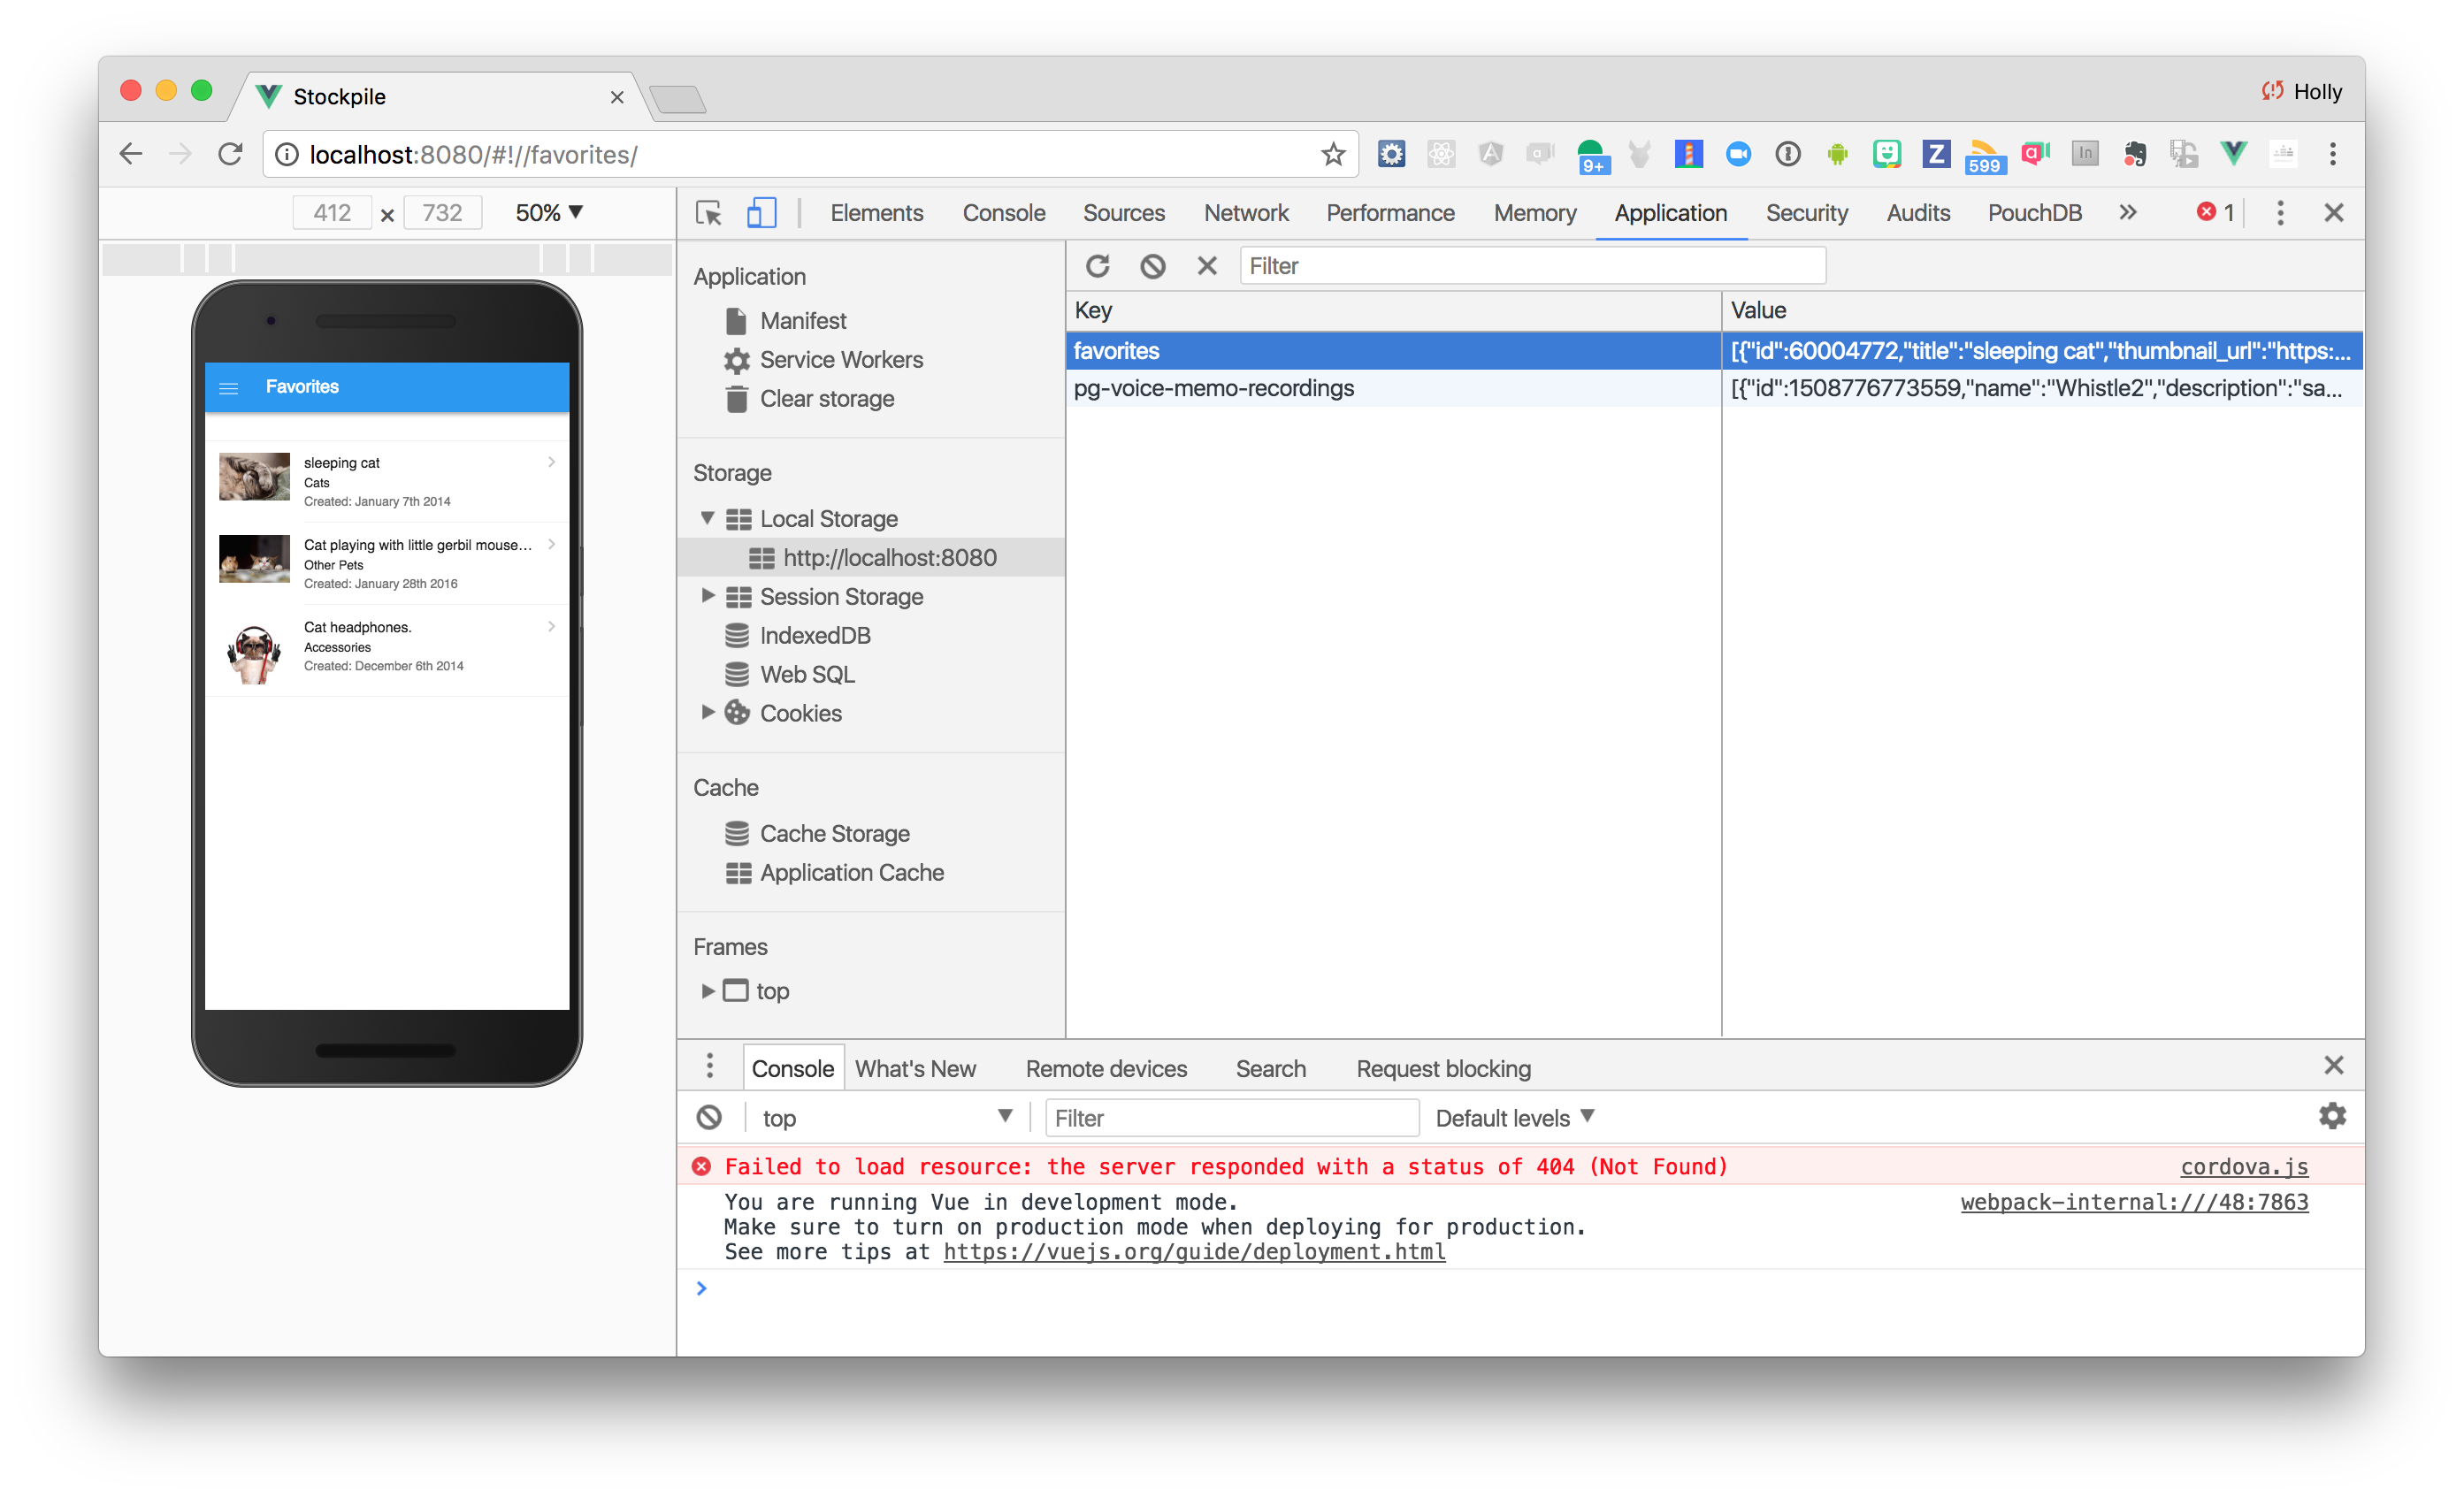 Stockpile
Holly
localhost:8080/#!//favorites/
9+
Z
599
a
In
412 × 732 50%
Elements Console Sources Network Performance Memory Application Security Audits PouchDB » 1
Application
Manifest
Service Workers
Clear storage
Storage
Local Storage
http://localhost:8080
Session Storage
IndexedDB
Web SQL
Cookies
Cache
Cache Storage
Application Cache
Frames
top
Filter
Key Value
favorites [{"id":60004772,"title":"sleeping cat","thumbnail_url":"https:...
pg-voice-memo-recordings [{"id":1508776773559,"name":"Whistle2","description":"sa...
Favorites
sleeping cat
Cats
Created: January 7th 2014
Cat playing with little gerbil mouse...
Other Pets
Created: January 28th 2016
Cat headphones.
Accessories
Created: December 6th 2014
Console What's New Remote devices Search Request blocking
top Filter Default levels
Failed to load resource: the server responded with a status of 404 (Not Found) cordova.js
You are running Vue in development mode. webpack-internal:///48:7863
Make sure to turn on production mode when deploying for production.
See more tips at https://vuejs.org/guide/deployment.html